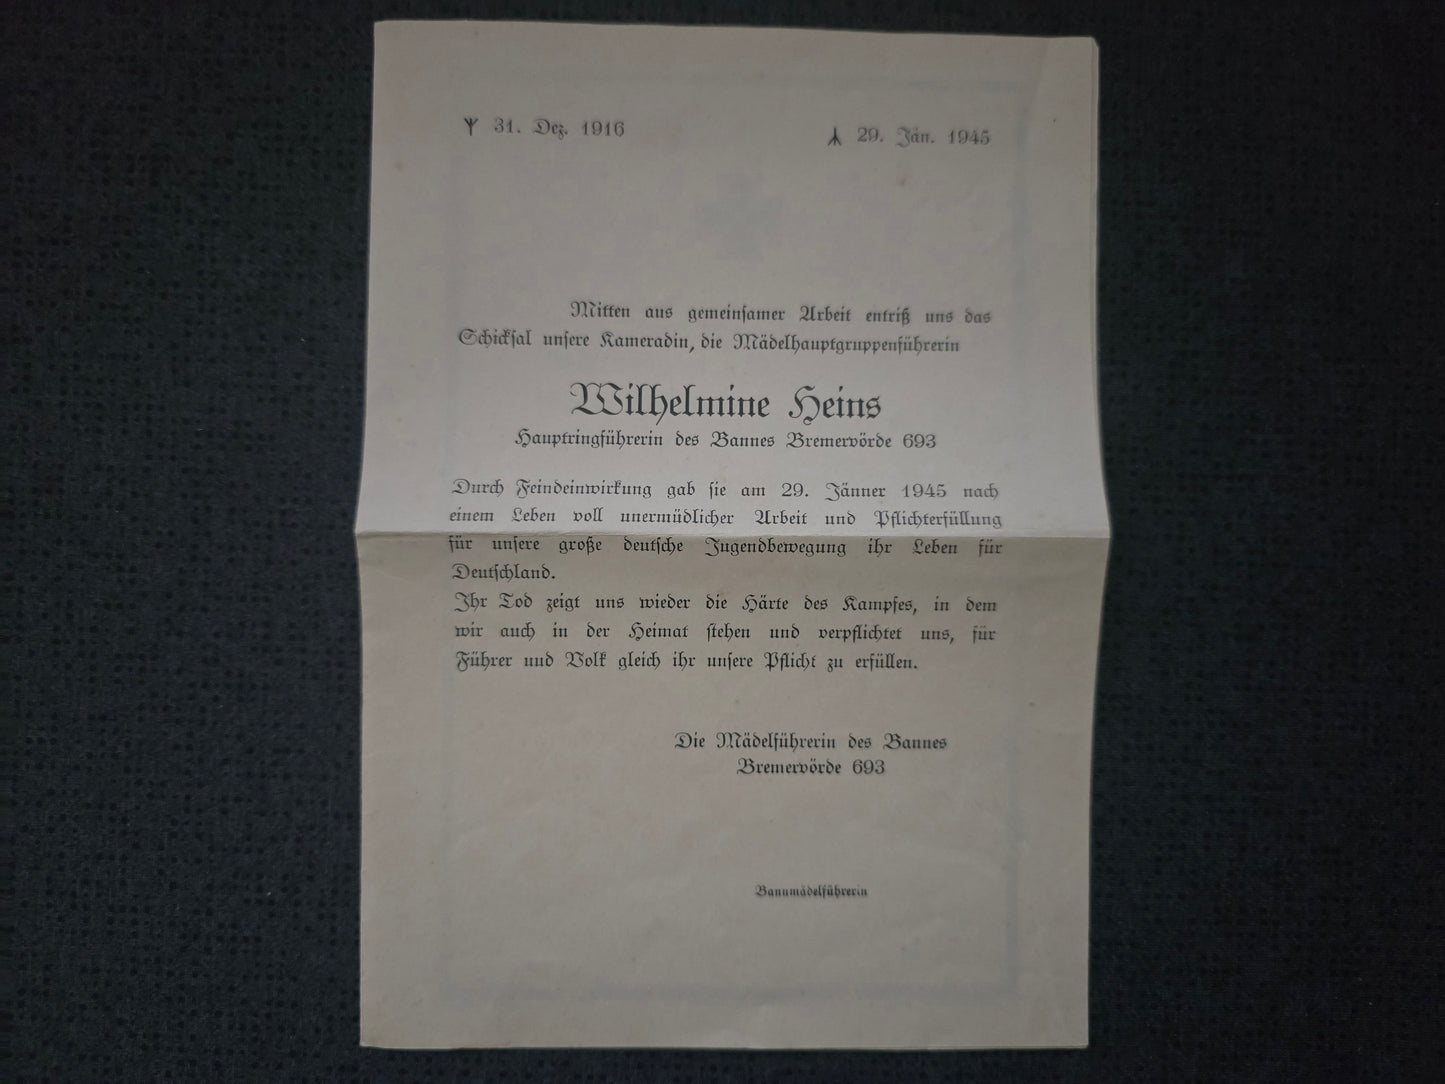 ᛉ 31. Dez. 1916
ᛦ 29. Jän. 1945
Mitten aus gemeinsamer Arbeit entriß uns das
Schicksal unsere Kameradin, die Mädelhauptgruppenführerin
Wilhelmine Heins
Hauptringführerin des Bannes Bremervörde 693
Durch Feindeinwirkung gab sie am 29. Jänner 1945 nach
einem Leben voll unermüdlicher Arbeit und Pflichterfüllung
für unsere große deutsche Jugendbewegung ihr Leben für
Deutschland.
Ihr Tod zeigt uns wieder die Härte des Kampfes, in dem
wir auch in der Heimat stehen und verpflichtet uns, für
Führer und Volk gleich ihr unsere Pflicht zu erfüllen.
Die Mädelführerin des Bannes
Bremervörde 693
Bannmädelführerin